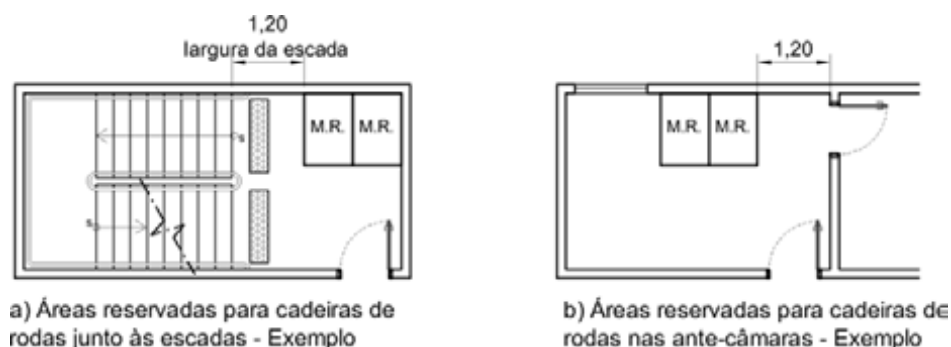 1,20
largura da escada
M.R. M.R.
s
s
a) Áreas reservadas para cadeiras de
rodas junto às escadas - Exemplo
1,20
M.R. M.R.
b) Áreas reservadas para cadeiras de
rodas nas ante-câmaras - Exemplo